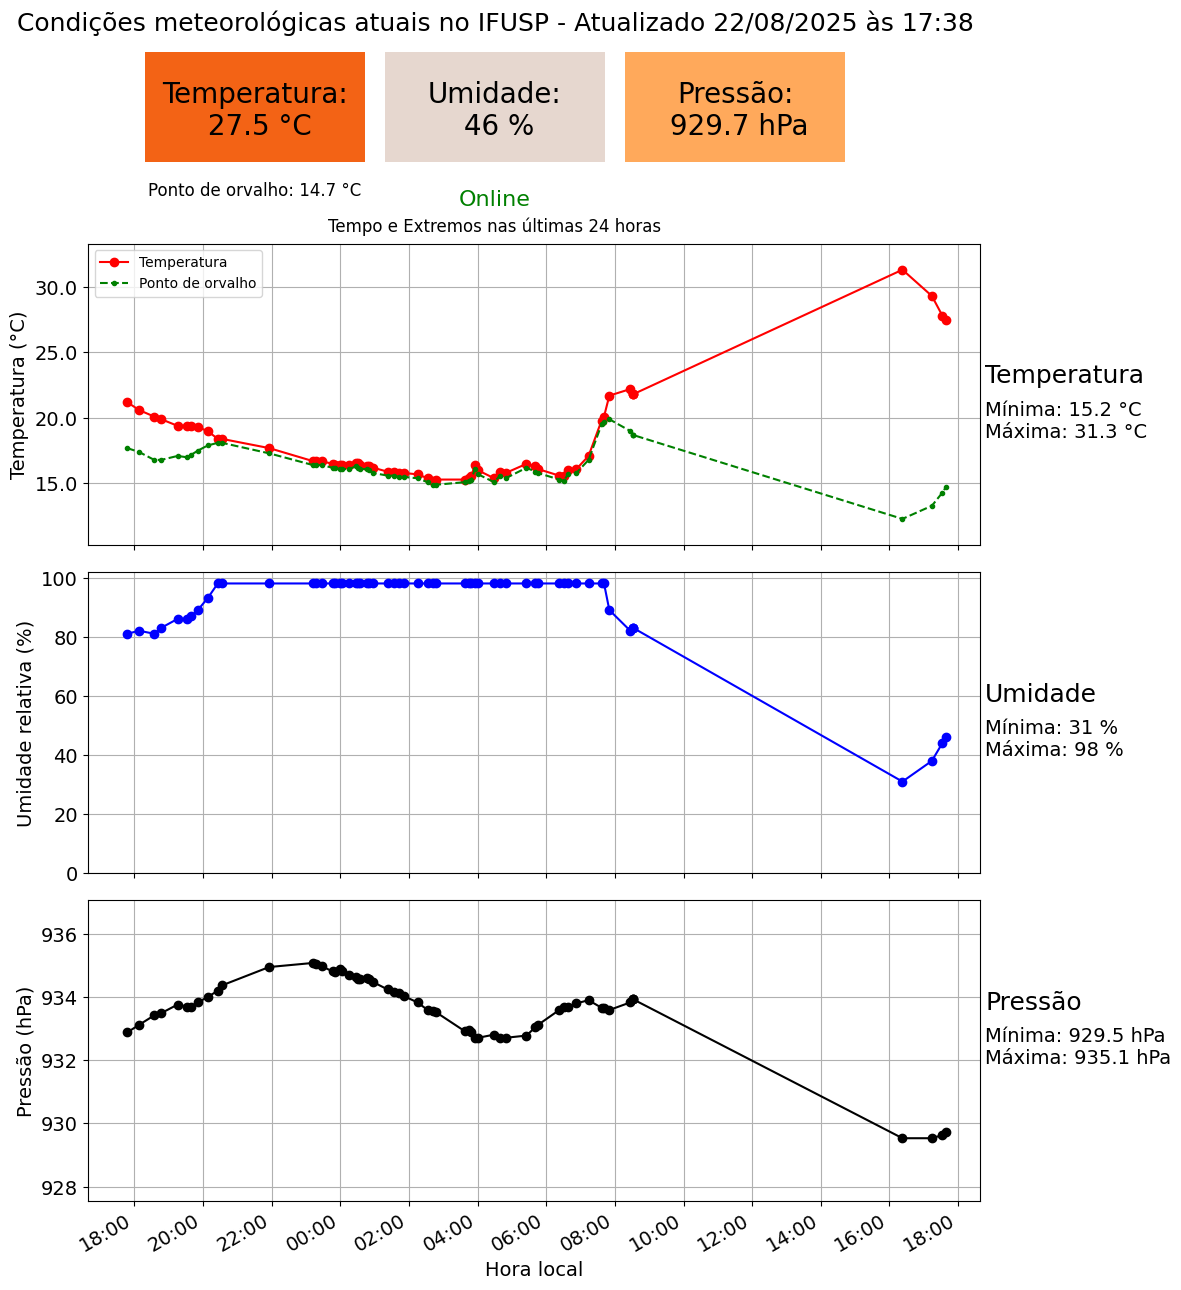 Condições meteorológicas atuais no IFUSP - Atualizado 22/08/2025 às 17:38
Temperatura:
27.5 °C
Umidade:
46 %
Pressão:
929.7 hPa
Ponto de orvalho: 14.7 °C
Online
Tempo e Extremos nas últimas 24 horas
Temperatura
Ponto de orvalho
Temperatura (°C)
30.0
25.0
20.0
15.0
Temperatura
Mínima: 15.2 °C
Máxima: 31.3 °C
Umidade relativa (%)
100
80
60
40
20
0
Umidade
Mínima: 31 %
Máxima: 98 %
Pressão (hPa)
936
934
932
930
928
Pressão
Mínima: 929.5 hPa
Máxima: 935.1 hPa
18:00
20:00
22:00
00:00
02:00
04:00
06:00
08:00
10:00
12:00
14:00
16:00
18:00
Hora local